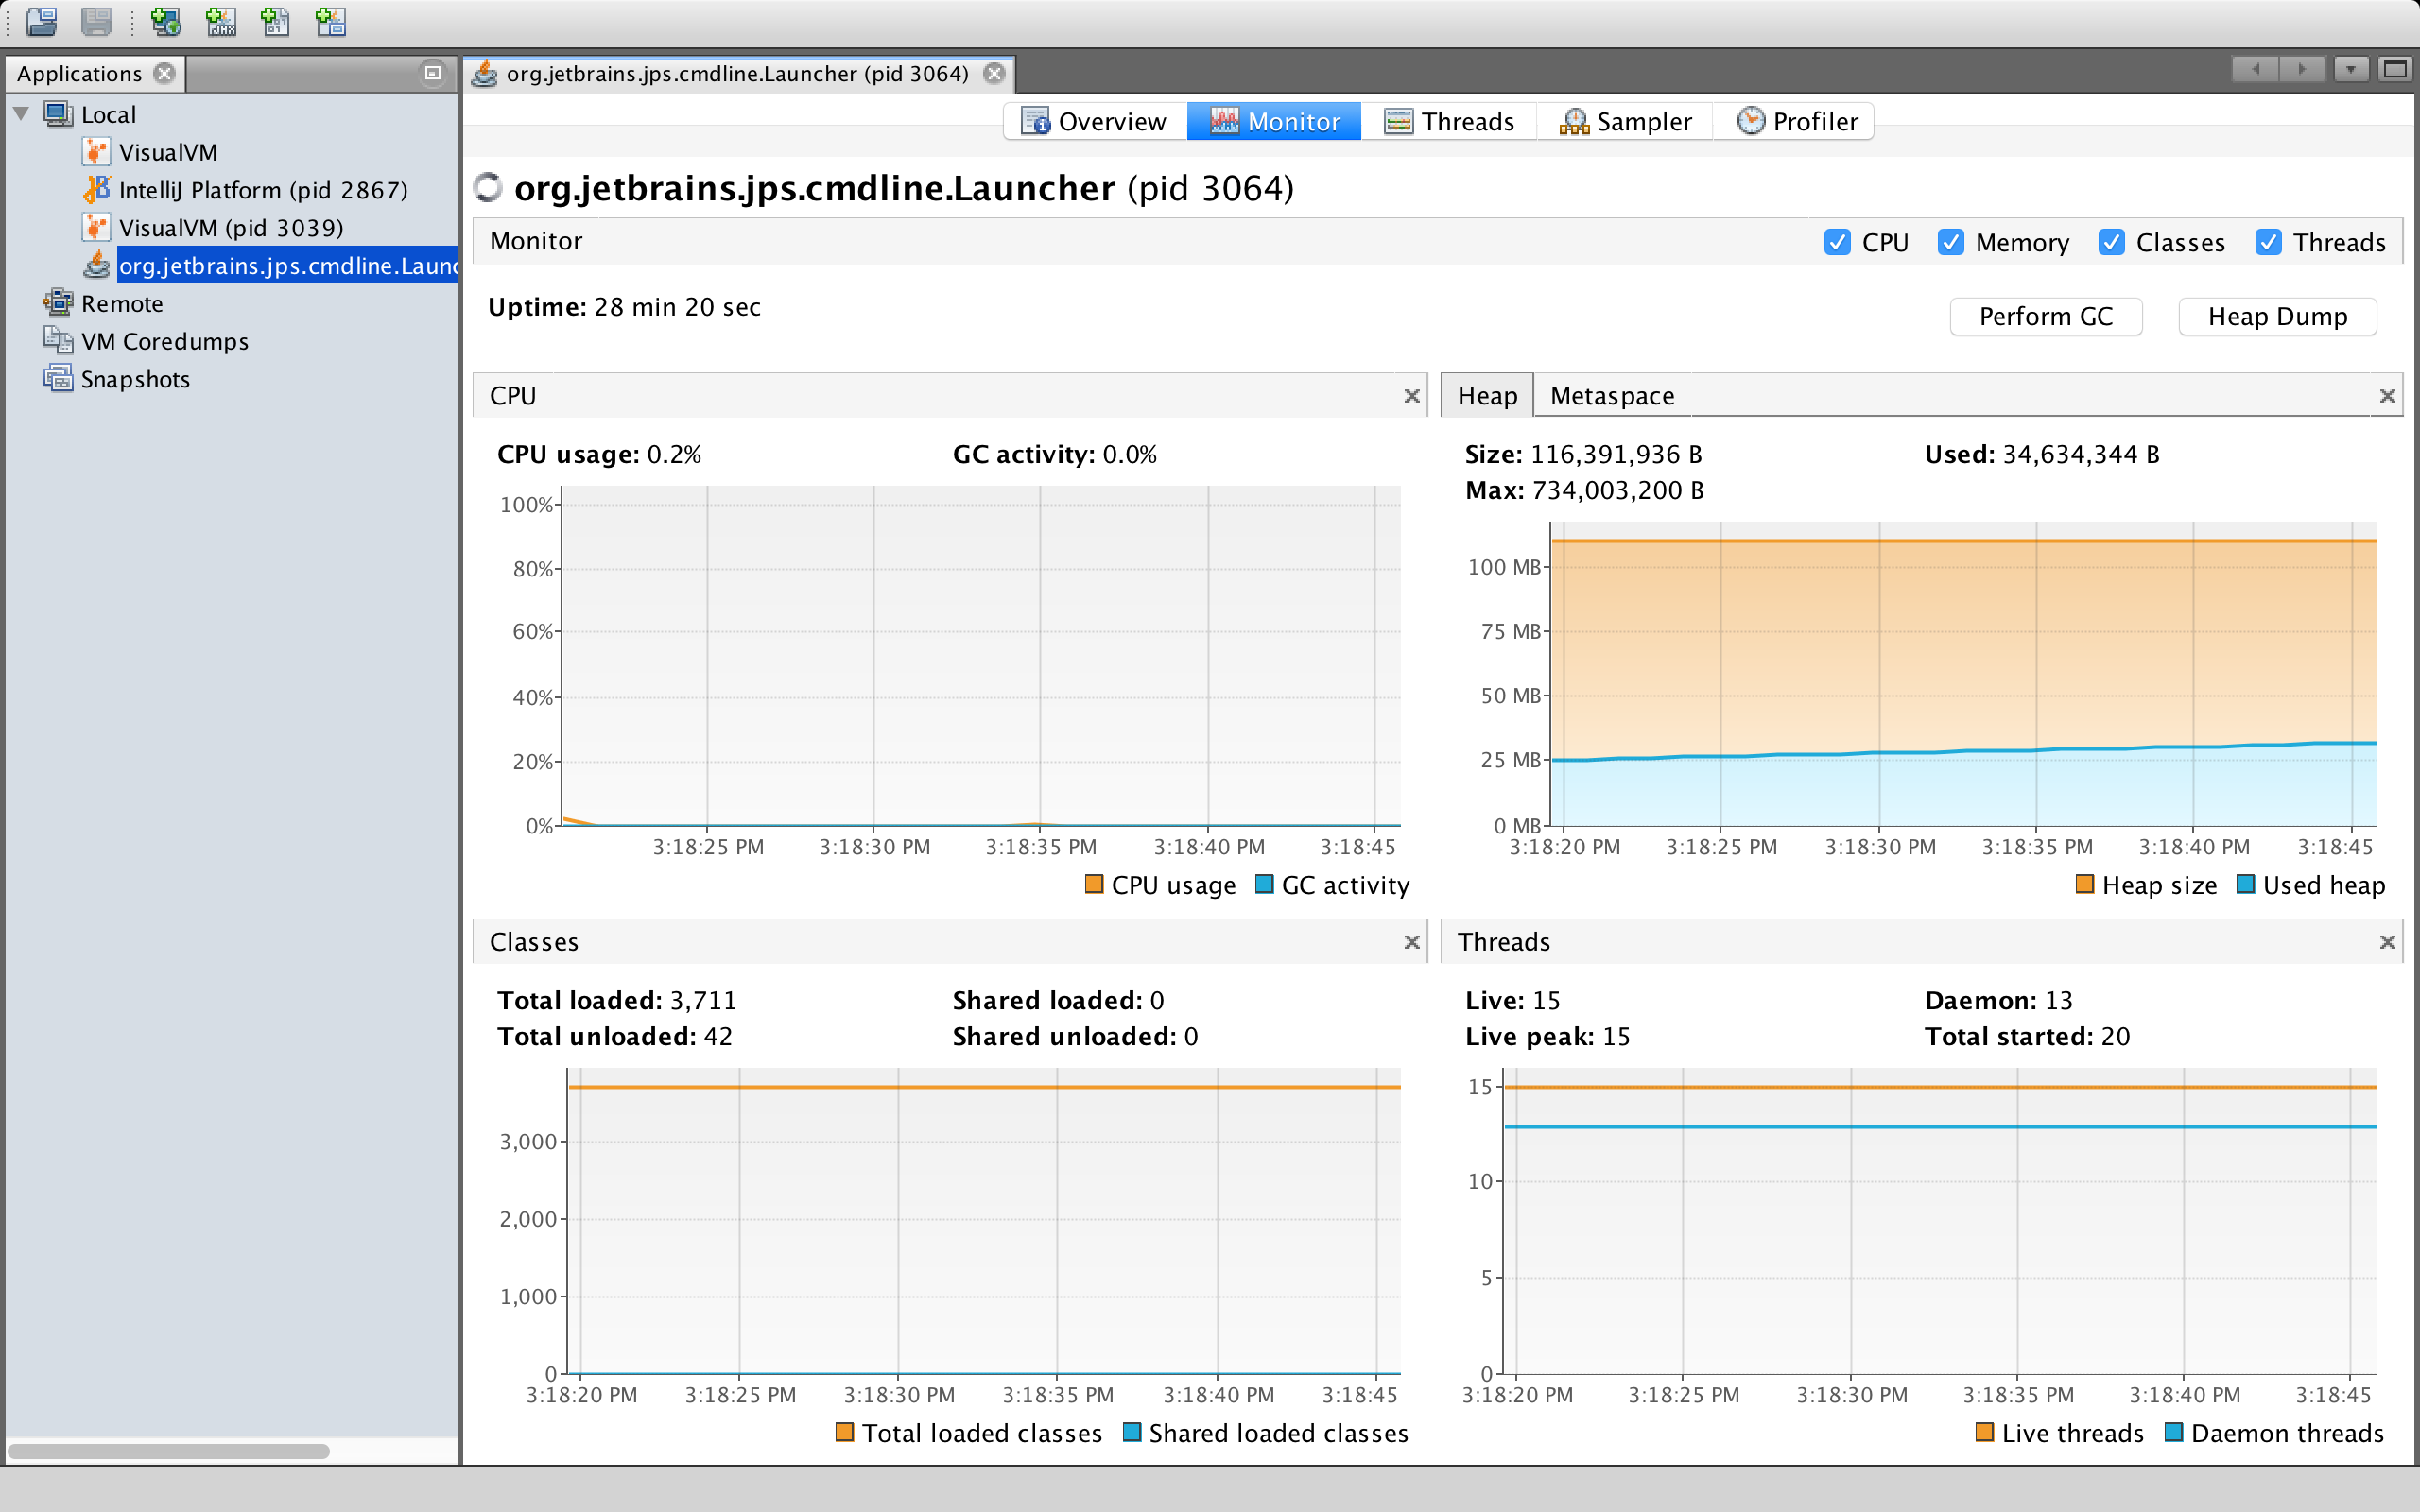 Applications
org.jetbrains.jps.cmdline.Launcher (pid 3064)
Local
VisualVM
IntelliJ Platform (pid 2867)
VisualVM (pid 3039)
org.jetbrains.jps.cmdline.Launc
Remote
VM Coredumps
Snapshots
Overview
Monitor
Threads
Sampler
Profiler
org.jetbrains.jps.cmdline.Launcher (pid 3064)
Monitor
CPU
Memory
Classes
Threads
Uptime: 28 min 20 sec
Perform GC
Heap Dump
CPU
CPU usage: 0.2%
GC activity: 0.0%
100%
80%
60%
40%
20%
0%
3:18:25 PM
3:18:30 PM
3:18:35 PM
3:18:40 PM
3:18:45
CPU usage
GC activity
Heap
Metaspace
Size: 116,391,936 B
Used: 34,634,344 B
Max: 734,003,200 B
100 MB
75 MB
50 MB
25 MB
0 MB
3:18:20 PM
3:18:25 PM
3:18:30 PM
3:18:35 PM
3:18:40 PM
3:18:45
Heap size
Used heap
Classes
Total loaded: 3,711
Shared loaded: 0
Total unloaded: 42
Shared unloaded: 0
3,000
2,000
1,000
0
3:18:20 PM
3:18:25 PM
3:18:30 PM
3:18:35 PM
3:18:40 PM
3:18:45
Total loaded classes
Shared loaded classes
Threads
Live: 15
Daemon: 13
Live peak: 15
Total started: 20
15
10
5
0
3:18:20 PM
3:18:25 PM
3:18:30 PM
3:18:35 PM
3:18:40 PM
3:18:45
Live threads
Daemon threads